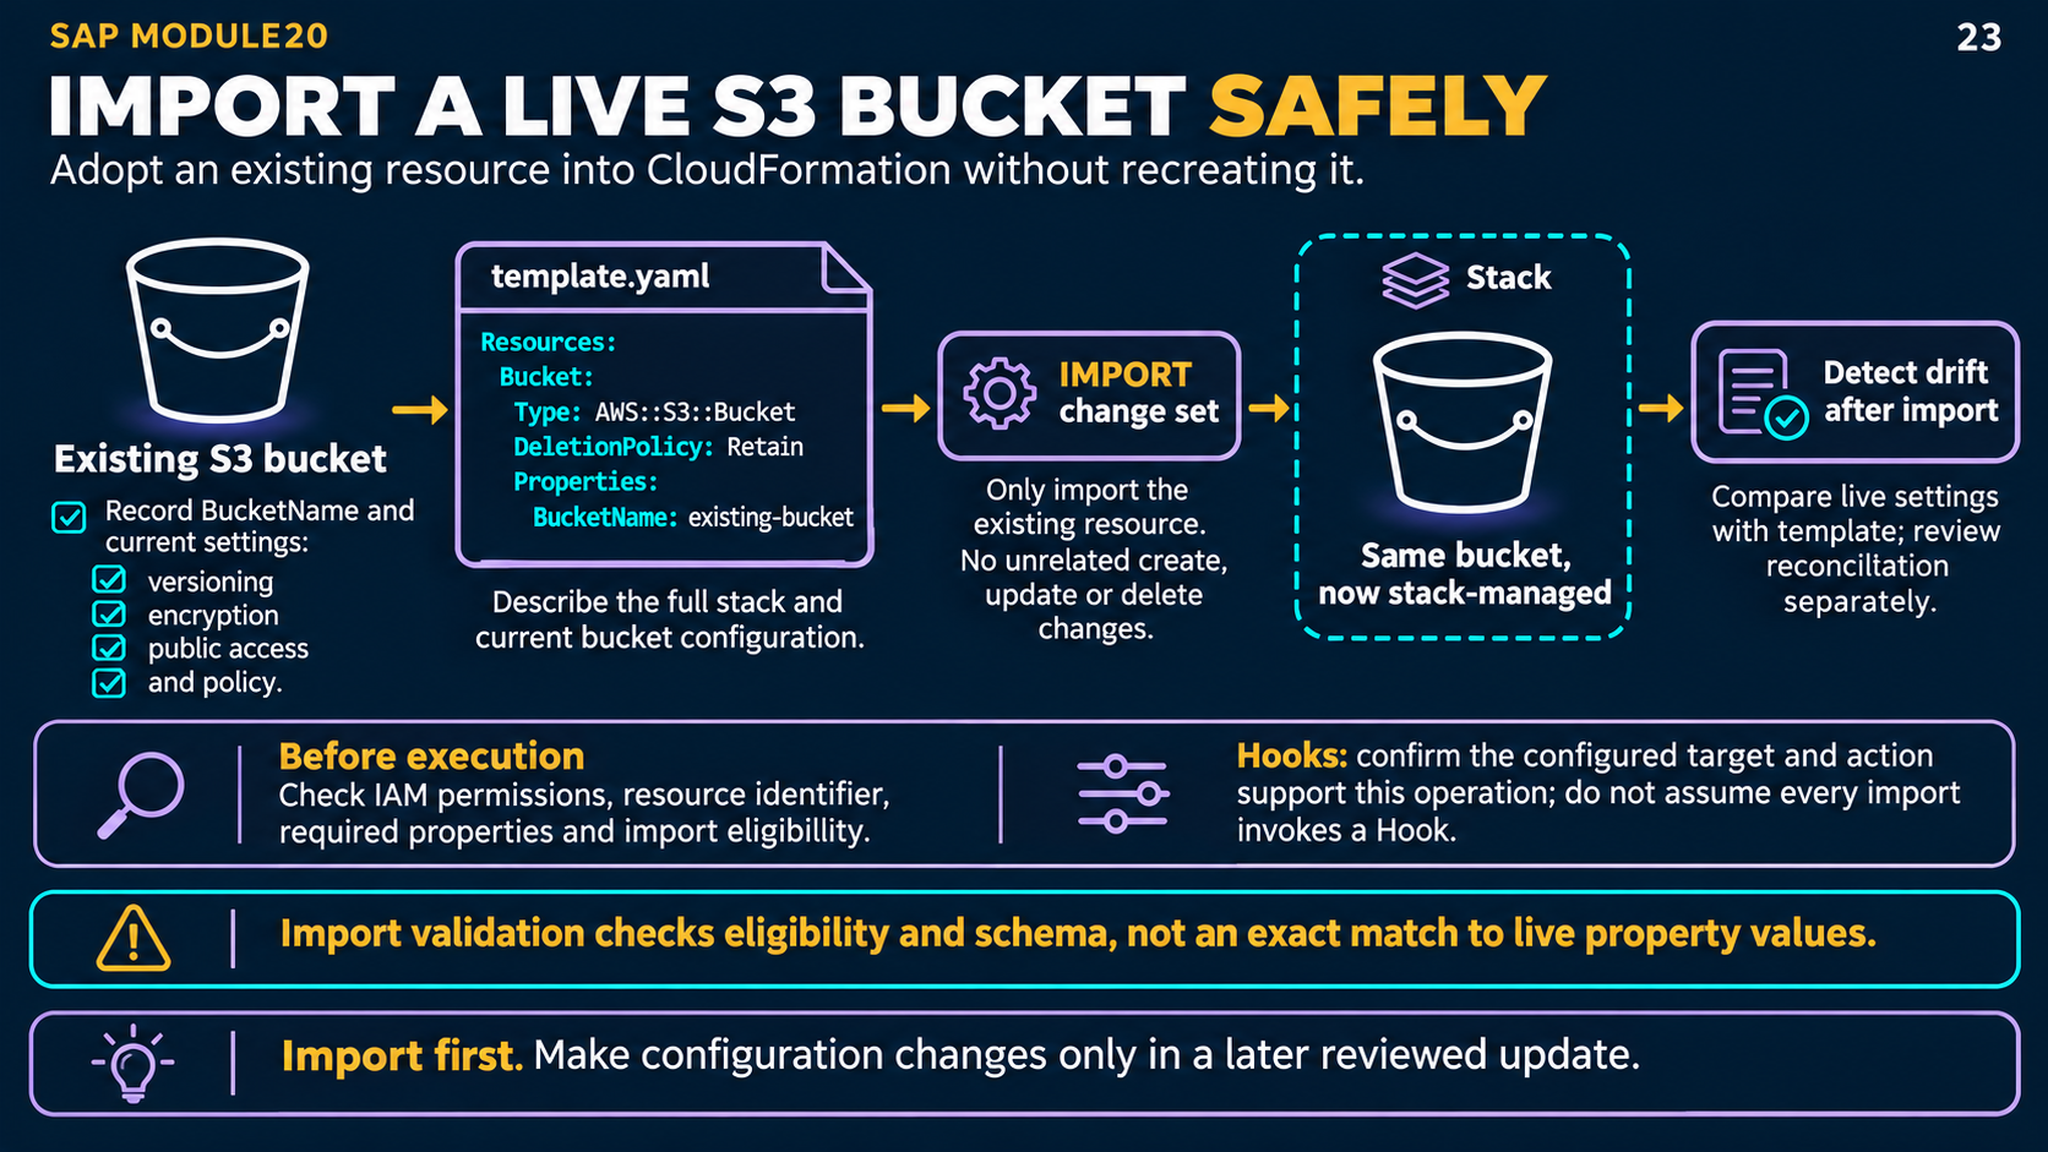 SAP MODULE20
23
IMPORT A LIVE S3 BUCKET SAFELY
Adopt an existing resource into CloudFormation without recreating it.
Existing S3 bucket
Record BucketName and
current settings:
versioning
encryption
public access
and policy.
template.yaml
Resources:
Bucket:
Type: AWS::S3::Bucket
DeletionPolicy: Retain
Properties:
BucketName: existing-bucket
Describe the full stack and
current bucket configuration.
IMPORT
change set
Only import the
existing resource.
No unrelated create,
update or delete
changes.
Stack
Same bucket,
now stack-managed
Detect drift
after import
Compare live settings
with template; review
reconciltation
separately.
Before execution
Check IAM permissions, resource identifier,
required properties and import eligibillity.
Hooks: confirm the configured target and action
support this operation; do not assume every import
invokes a Hook.
Import validation checks eligibility and schema, not an exact match to live property values.
Import first. Make configuration changes only in a later reviewed update.